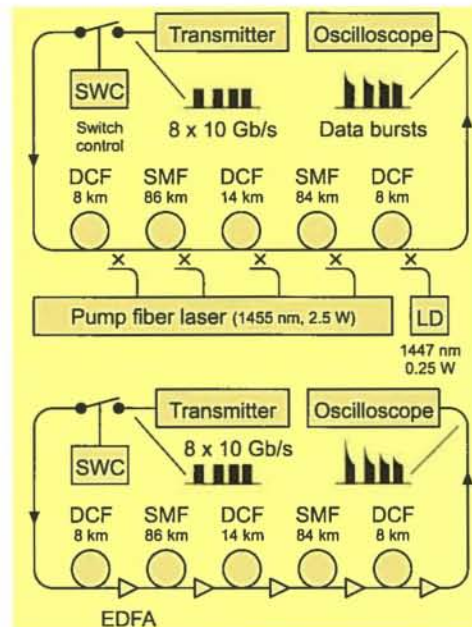 Transmitter
Oscilloscope
SWC
Switch
control
8 x 10 Gb/s
Data bursts
DCF
8 km
SMF
86 km
DCF
14 km
SMF
84 km
DCF
8 km
Pump fiber laser (1455 nm, 2.5 W)
LD
1447 nm
0.25 W
Transmitter
Oscilloscope
8 x 10 Gb/s
SWC
DCF
8 km
SMF
86 km
DCF
14 km
SMF
84 km
DCF
8 km
EDFA